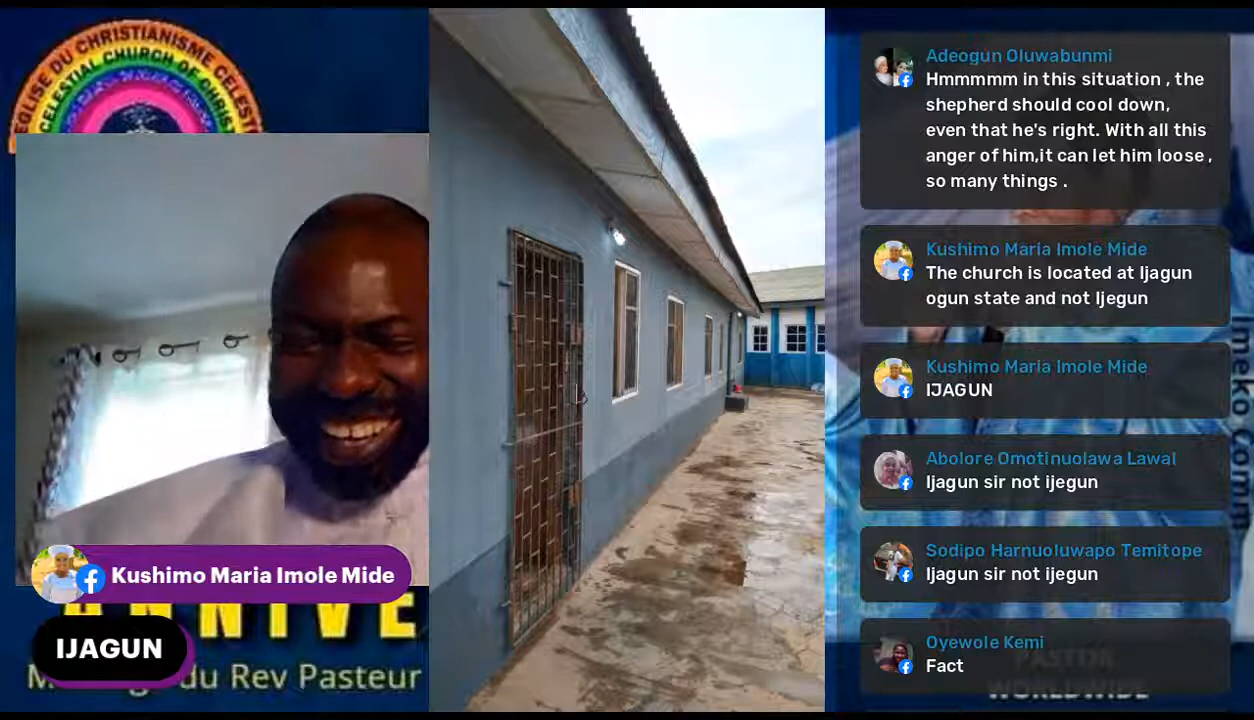 EGLISE DU CHRISTIANISME CELESTE
CELESTIAL CHURCH OF CHRIST
Kushimo Maria Imole Mide
IJAGUN
du Rev Pasteur
Adeogun Oluwabunmi
Hmmmmm in this situation , the
shepherd should cool down,
even that he's right. With all this
anger of him,it can let him loose ,
so many things .
Kushimo Maria Imole Mide
The church is located at Ijagun
ogun state and not Ijegun
Kushimo Maria Imole Mide
IJAGUN
Abolore Omotinuolawa Lawal
Ijagun sir not ijegun
Sodipo Harnuoluwapo Temitope
Ijagun sir not ijegun
Oyewole Kemi
Fact
PASTOR
WORLDWIDE
Imeko Comm